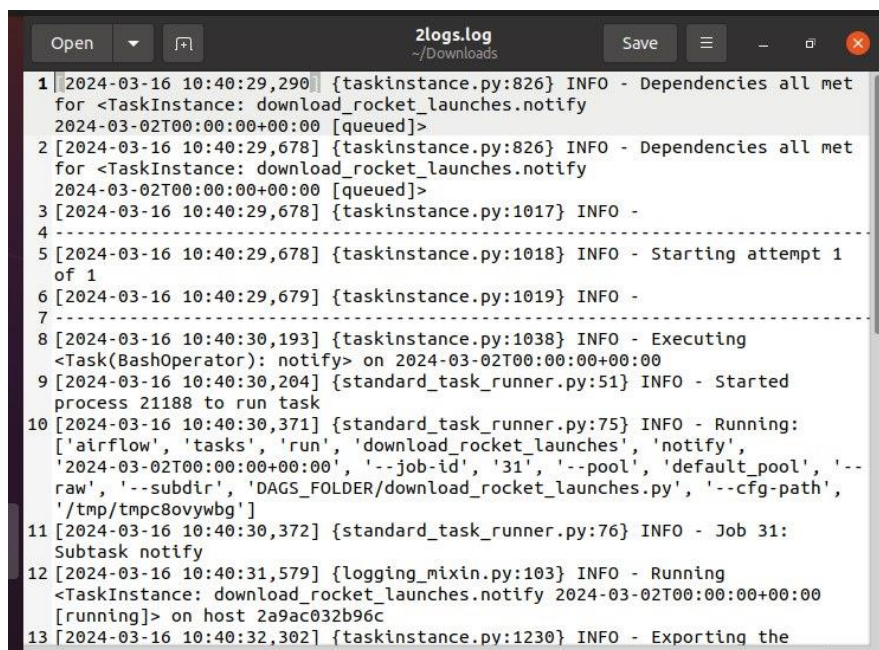 Open
2logs.log
~/Downloads
Save
1 [2024-03-16 10:40:29,290] {taskinstance.py:826} INFO - Dependencies all met
for <TaskInstance: download_rocket_launches.notify
2024-03-02T00:00:00+00:00 [queued]>
2 [2024-03-16 10:40:29,678] {taskinstance.py:826} INFO - Dependencies all met
for <TaskInstance: download_rocket_launches.notify
2024-03-02T00:00:00+00:00 [queued]>
3 [2024-03-16 10:40:29,678] {taskinstance.py:1017} INFO -
4 --------------------------------------------------------------------------------
5 [2024-03-16 10:40:29,678] {taskinstance.py:1018} INFO - Starting attempt 1
of 1
6 [2024-03-16 10:40:29,679] {taskinstance.py:1019} INFO -
7 --------------------------------------------------------------------------------
8 [2024-03-16 10:40:30,193] {taskinstance.py:1038} INFO - Executing
<Task(BashOperator): notify> on 2024-03-02T00:00:00+00:00
9 [2024-03-16 10:40:30,204] {standard_task_runner.py:51} INFO - Started
process 21188 to run task
10 [2024-03-16 10:40:30,371] {standard_task_runner.py:75} INFO - Running:
['airflow', 'tasks', 'run', 'download_rocket_launches', 'notify',
'2024-03-02T00:00:00+00:00', '--job-id', '31', '--pool', 'default_pool', '--
raw', '--subdir', 'DAGS_FOLDER/download_rocket_launches.py', '--cfg-path',
'/tmp/tmpc8ovywbg']
11 [2024-03-16 10:40:30,372] {standard_task_runner.py:76} INFO - Job 31:
Subtask notify
12 [2024-03-16 10:40:31,579] {logging_mixin.py:103} INFO - Running
<TaskInstance: download_rocket_launches.notify 2024-03-02T00:00:00+00:00
[running]> on host 2a9ac032b96c
13 [2024-03-16 10:40:32,302] {taskinstance.py:1230} INFO - Exporting the